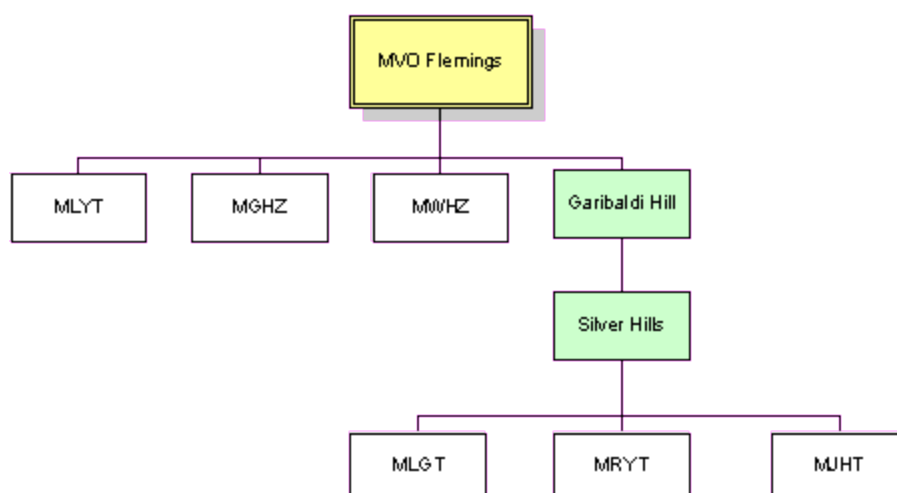 MVO Flemings
MLYT
MGHZ
MWHZ
Garibaldi Hill
Silver Hills
MLGT
MRYT
MJHT